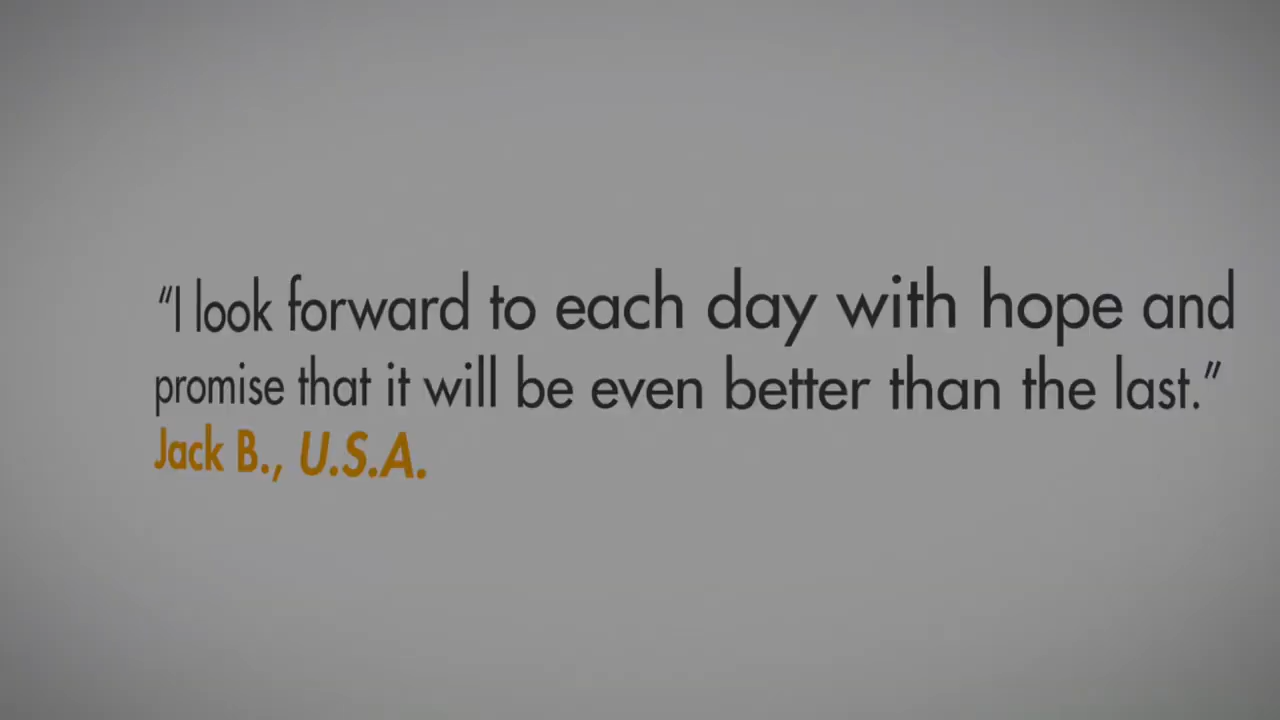 “I look forward to each day with hope and
promise that it will be even better than the last.”
Jack B., U.S.A.